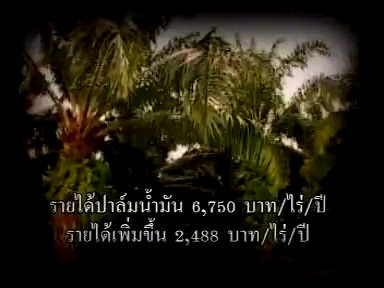 รายได้ปาล์มน้ำมัน 6,750 บาท/ไร่/ปี
รายได้เพิ่มขึ้น 2,488 บาท/ไร่/ปี